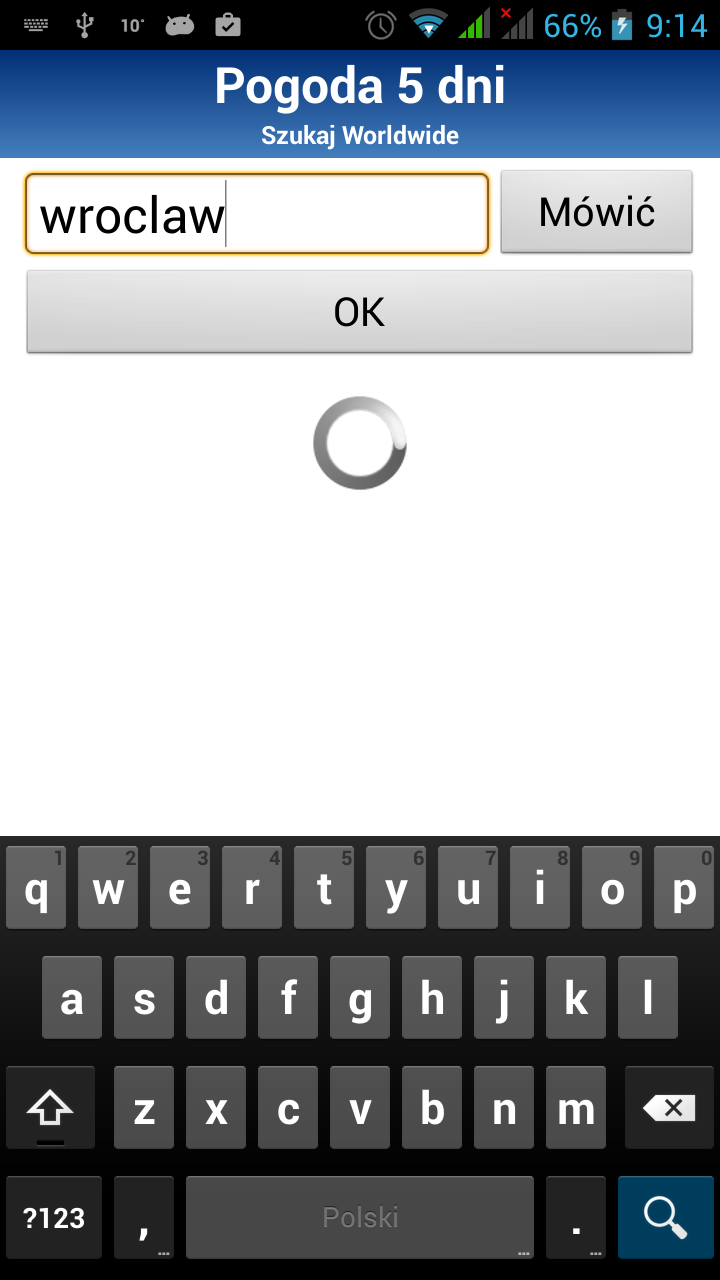 10° 66% 9:14
Pogoda 5 dni
Szukaj Worldwide
wroclaw Mówić
OK
1 2 3 4 5 6 7 8 9 0
q w e r t y u i o p
a s d f g h j k l
z x c v b n m
?123 , ... Polski ... . ...